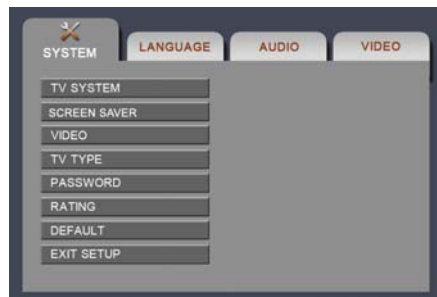 SYSTEM LANGUAGE AUDIO VIDEO
TV SYSTEM
SCREEN SAVER
VIDEO
TV TYPE
PASSWORD
RATING
DEFAULT
EXIT SETUP